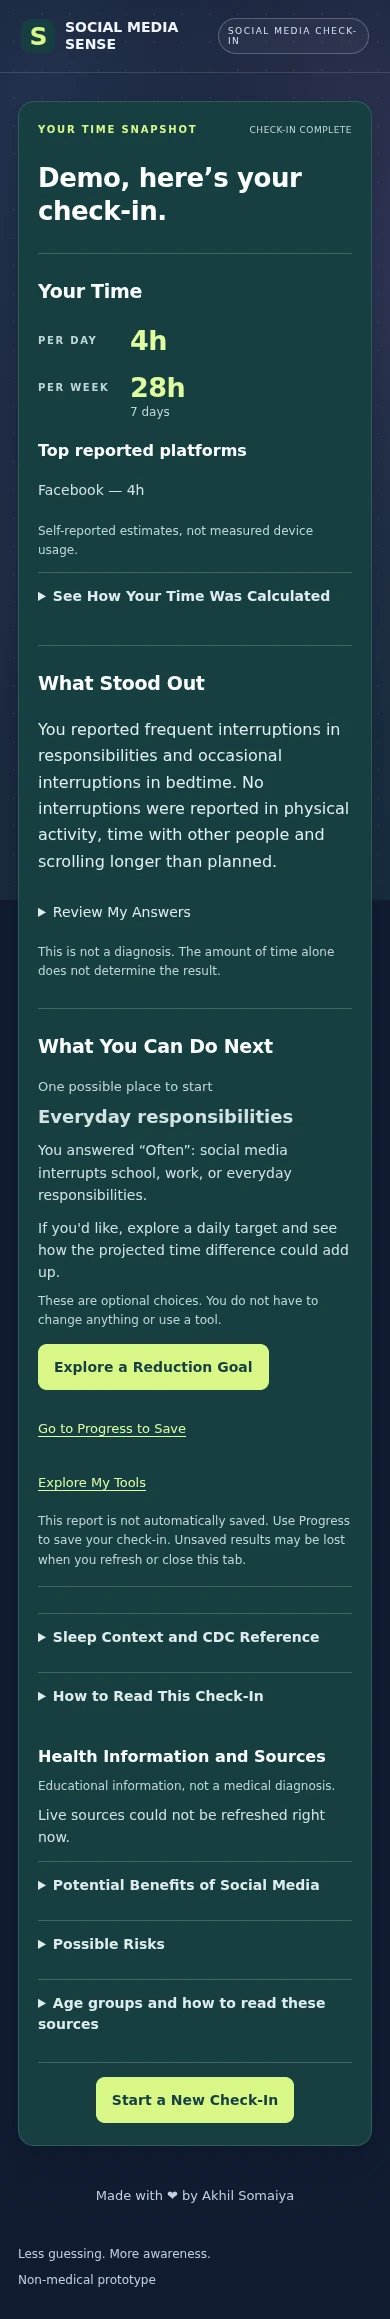 S
SOCIAL MEDIA
SENSE
SOCIAL MEDIA CHECK-
IN
YOUR TIME SNAPSHOT
CHECK-IN COMPLETE
Demo, here’s your
check-in.
Your Time
PER DAY 4h
PER WEEK 28h
7 days
Top reported platforms
Facebook — 4h
Self-reported estimates, not measured device
usage.
▶ See How Your Time Was Calculated
What Stood Out
You reported frequent interruptions in
responsibilities and occasional
interruptions in bedtime. No
interruptions were reported in physical
activity, time with other people and
scrolling longer than planned.
▶ Review My Answers
This is not a diagnosis. The amount of time alone
does not determine the result.
What You Can Do Next
One possible place to start
Everyday responsibilities
You answered “Often”: social media
interrupts school, work, or everyday
responsibilities.
If you'd like, explore a daily target and see
how the projected time difference could add
up.
These are optional choices. You do not have to
change anything or use a tool.
Explore a Reduction Goal
Go to Progress to Save
Explore My Tools
This report is not automatically saved. Use Progress
to save your check-in. Unsaved results may be lost
when you refresh or close this tab.
▶ Sleep Context and CDC Reference
▶ How to Read This Check-In
Health Information and Sources
Educational information, not a medical diagnosis.
Live sources could not be refreshed right
now.
▶ Potential Benefits of Social Media
▶ Possible Risks
▶ Age groups and how to read these
sources
Start a New Check-In
Made with ❤ by Akhil Somaiya
Less guessing. More awareness.
Non-medical prototype